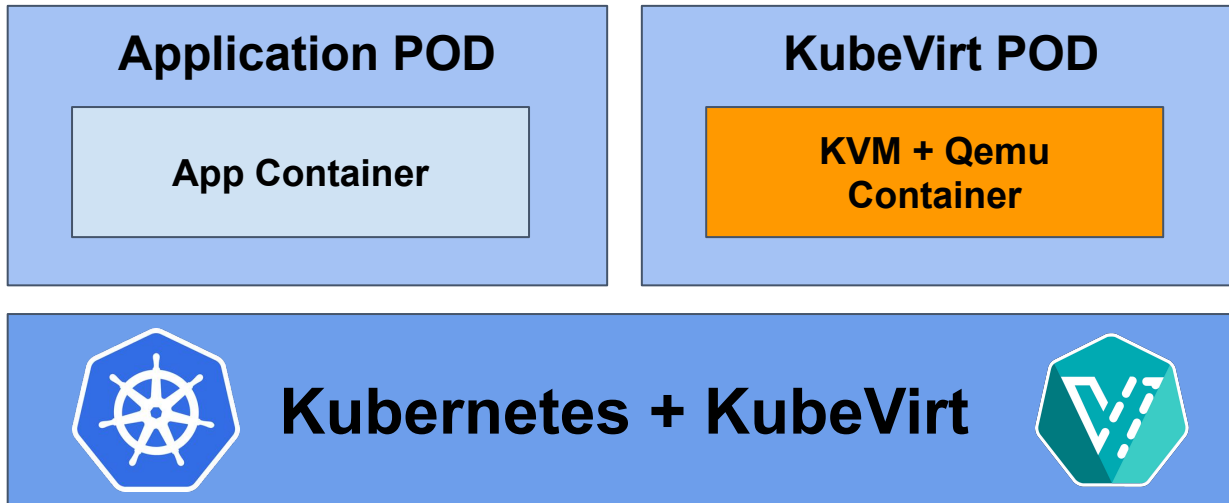 Application POD
App Container
KubeVirt POD
KVM + Qemu
Container
Kubernetes + KubeVirt